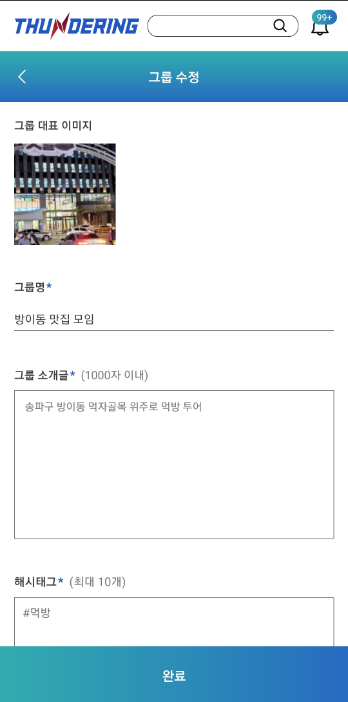 THUNDERING
99+
그룹 수정
그룹 대표 이미지
그룹명*
방이동 맛집 모임
그룹 소개글* (1000자 이내)
송파구 방이동 먹자골목 위주로 먹방 투어
해시태그* (최대 10개)
#먹방
완료